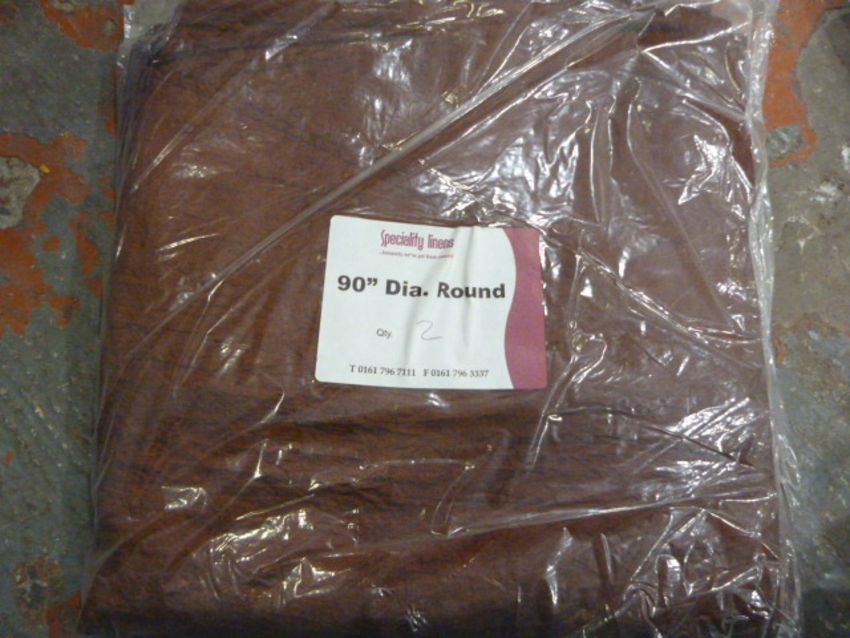 Speciality linens
90" Dia. Round
Qty. 2
T 0161 796 7111 F 0161 796 3337